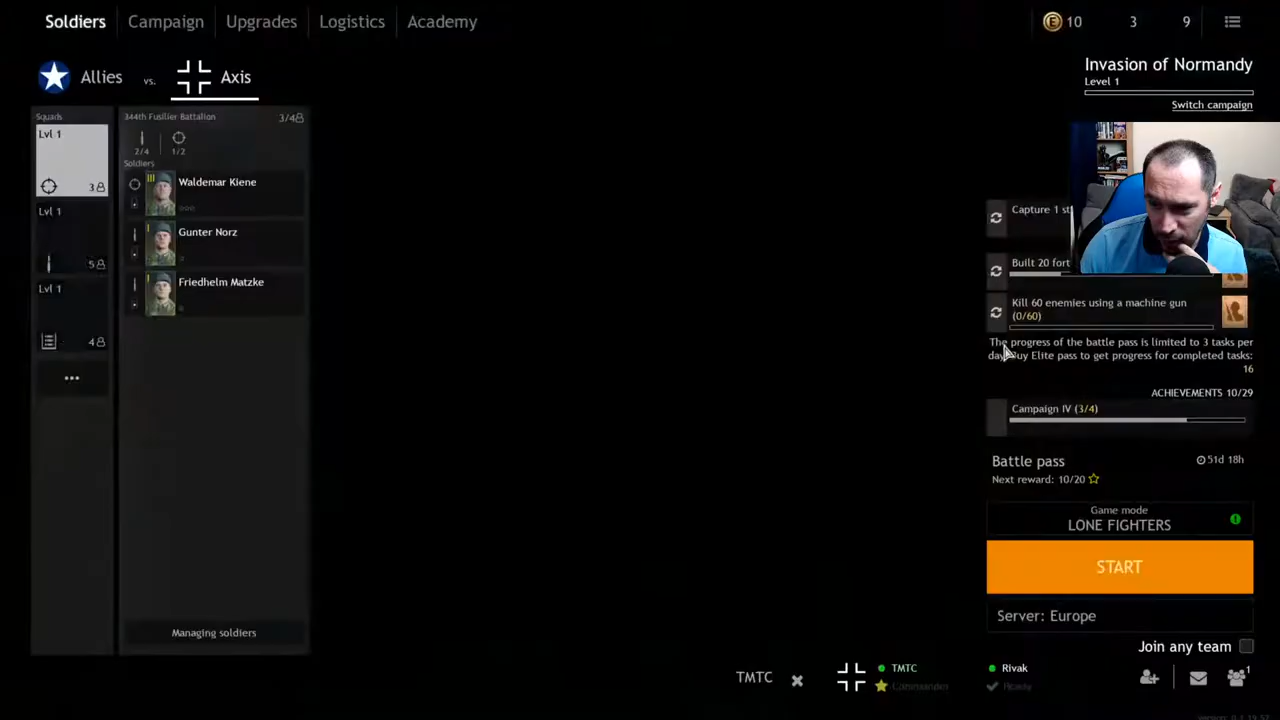 Soldiers Campaign Upgrades Logistics Academy
10 3 9
Allies vs. Axis
Invasion of Normandy
Level 1
Switch campaign
Squads
Lvl 1
3
Lvl 1
5
Lvl 1
4
•••
344th Fusilier Battalion 3/4
2/4 1/2
Soldiers
III Waldemar Kiene
I Gunter Norz
I Friedhelm Matzke
Managing soldiers
Capture 1 st
Built 20 fort
Kill 60 enemies using a machine gun
(0/60)
The progress of the battle pass is limited to 3 tasks per
Buy Elite pass to get progress for completed tasks:
16
ACHIEVEMENTS 10/29
Campaign IV (3/4)
Battle pass 51d 18h
Next reward: 10/20
Game mode
LONE FIGHTERS
START
Server: Europe
Join any team
TMTC
TMTC
Commander
Rivak
Ready
1